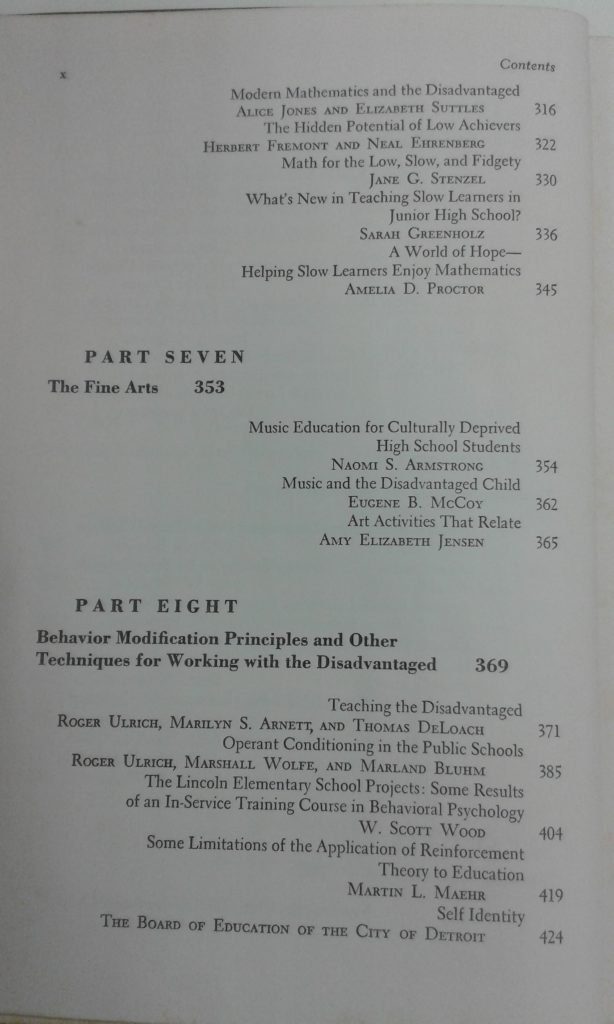 x
Contents
Modern Mathematics and the Disadvantaged
Alice Jones and Elizabeth Suttles 316
The Hidden Potential of Low Achievers
Herbert Fremont and Neal Ehrenberg 322
Math for the Low, Slow, and Fidgety
Jane G. Stenzel 330
What's New in Teaching Slow Learners in
Junior High School?
Sarah Greenholz 336
A World of Hope—
Helping Slow Learners Enjoy Mathematics
Amelia D. Proctor 345
PART SEVEN
The Fine Arts 353
Music Education for Culturally Deprived
High School Students
Naomi S. Armstrong 354
Music and the Disadvantaged Child
Eugene B. McCoy 362
Art Activities That Relate
Amy Elizabeth Jensen 365
PART EIGHT
Behavior Modification Principles and Other
Techniques for Working with the Disadvantaged 369
Teaching the Disadvantaged
Roger Ulrich, Marilyn S. Arnett, and Thomas DeLoach 371
Operant Conditioning in the Public Schools
Roger Ulrich, Marshall Wolfe, and Marland Bluhm 385
The Lincoln Elementary School Projects: Some Results
of an In-Service Training Course in Behavioral Psychology
W. Scott Wood 404
Some Limitations of the Application of Reinforcement
Theory to Education
Martin L. Maehr 419
Self Identity
The Board of Education of the City of Detroit 424